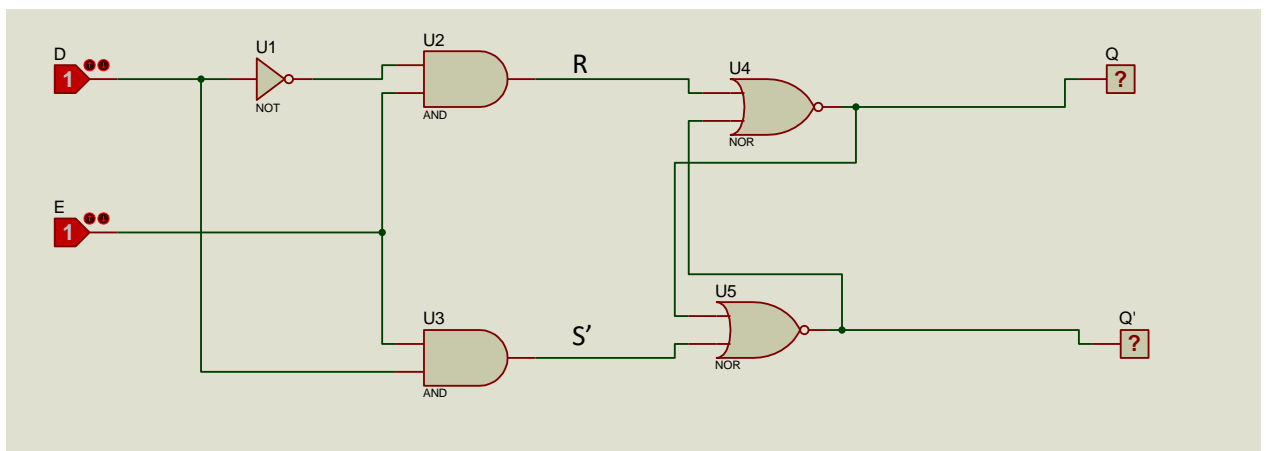 D
1
U1
NOT
U2
AND
R
U4
NOR
Q
?
E
1
U3
AND
S’
U5
NOR
Q'
?